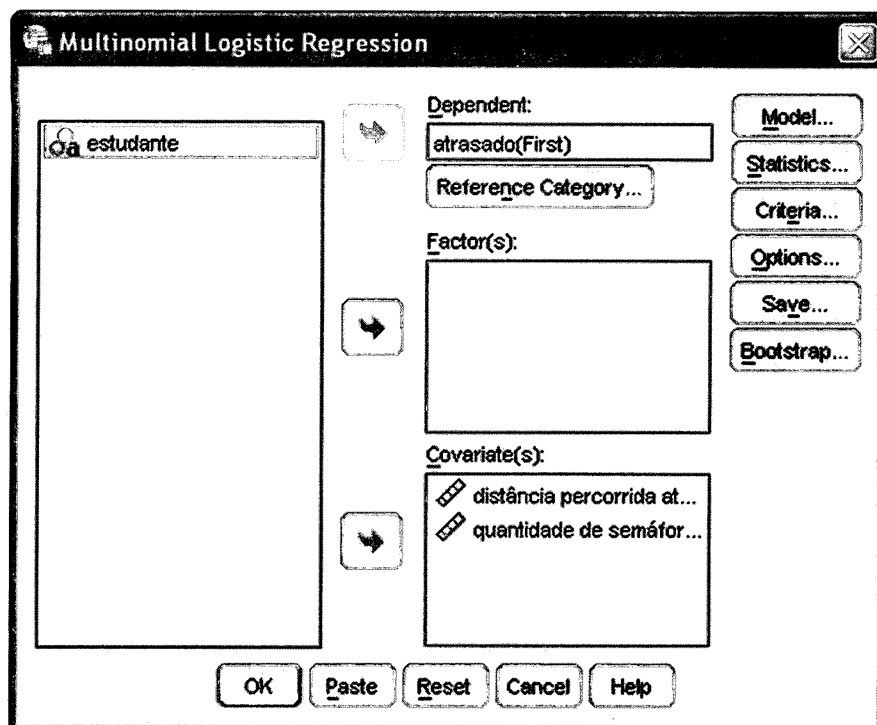 Multinomial Logistic Regression
estudante
Dependent:
atrasado(First)
Reference Category...
Factor(s):
Covariate(s):
distância percorrida at...
quantidade de semáfor...
Model...
Statistics...
Criteria...
Options...
Save...
Bootstrap...
OK
Paste
Reset
Cancel
Help